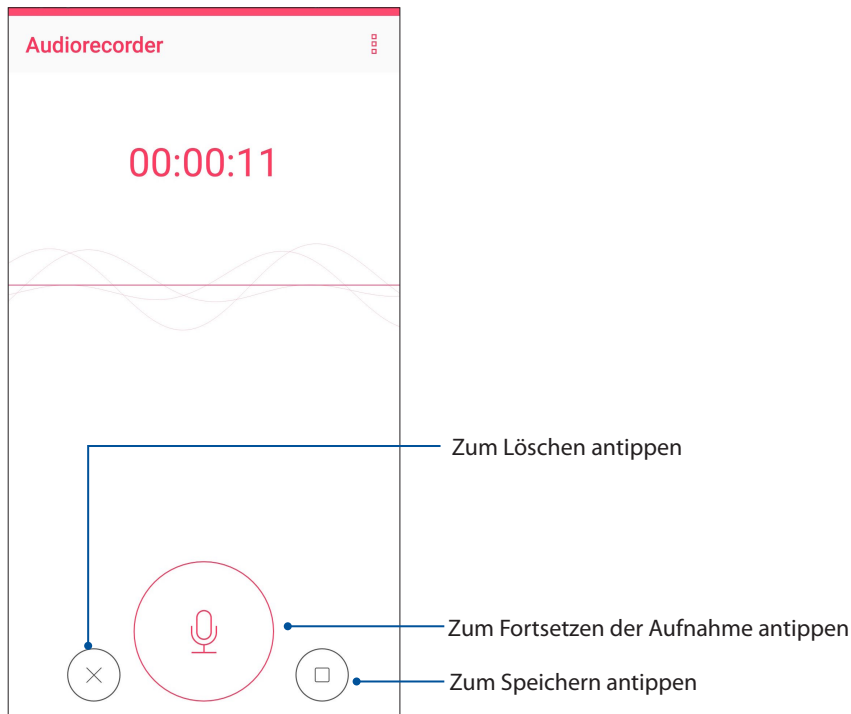 Audiorecorder
00:00:11
Zum Löschen antippen
Zum Fortsetzen der Aufnahme antippen
Zum Speichern antippen